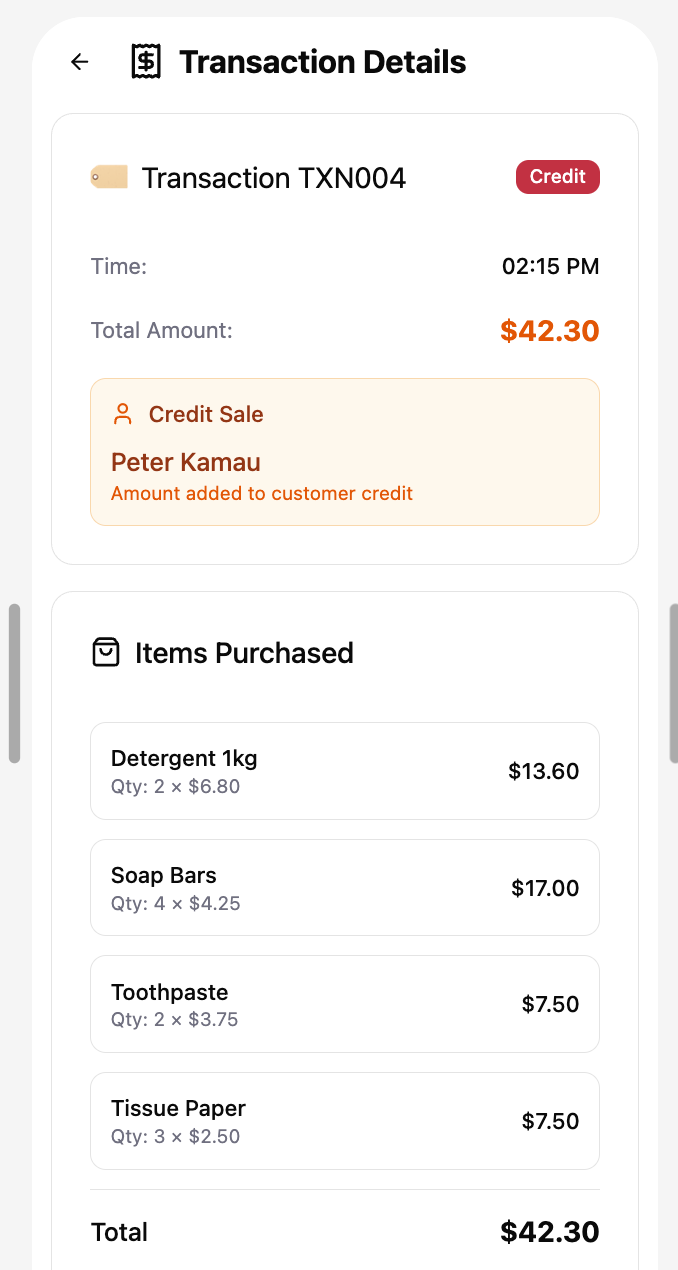 Transaction Details
Transaction TXN004
Credit
Time:
02:15 PM
Total Amount:
$42.30
Credit Sale
Peter Kamau
Amount added to customer credit
Items Purchased
Detergent 1kg
Qty: 2 × $6.80
$13.60
Soap Bars
Qty: 4 × $4.25
$17.00
Toothpaste
Qty: 2 × $3.75
$7.50
Tissue Paper
Qty: 3 × $2.50
$7.50
Total
$42.30